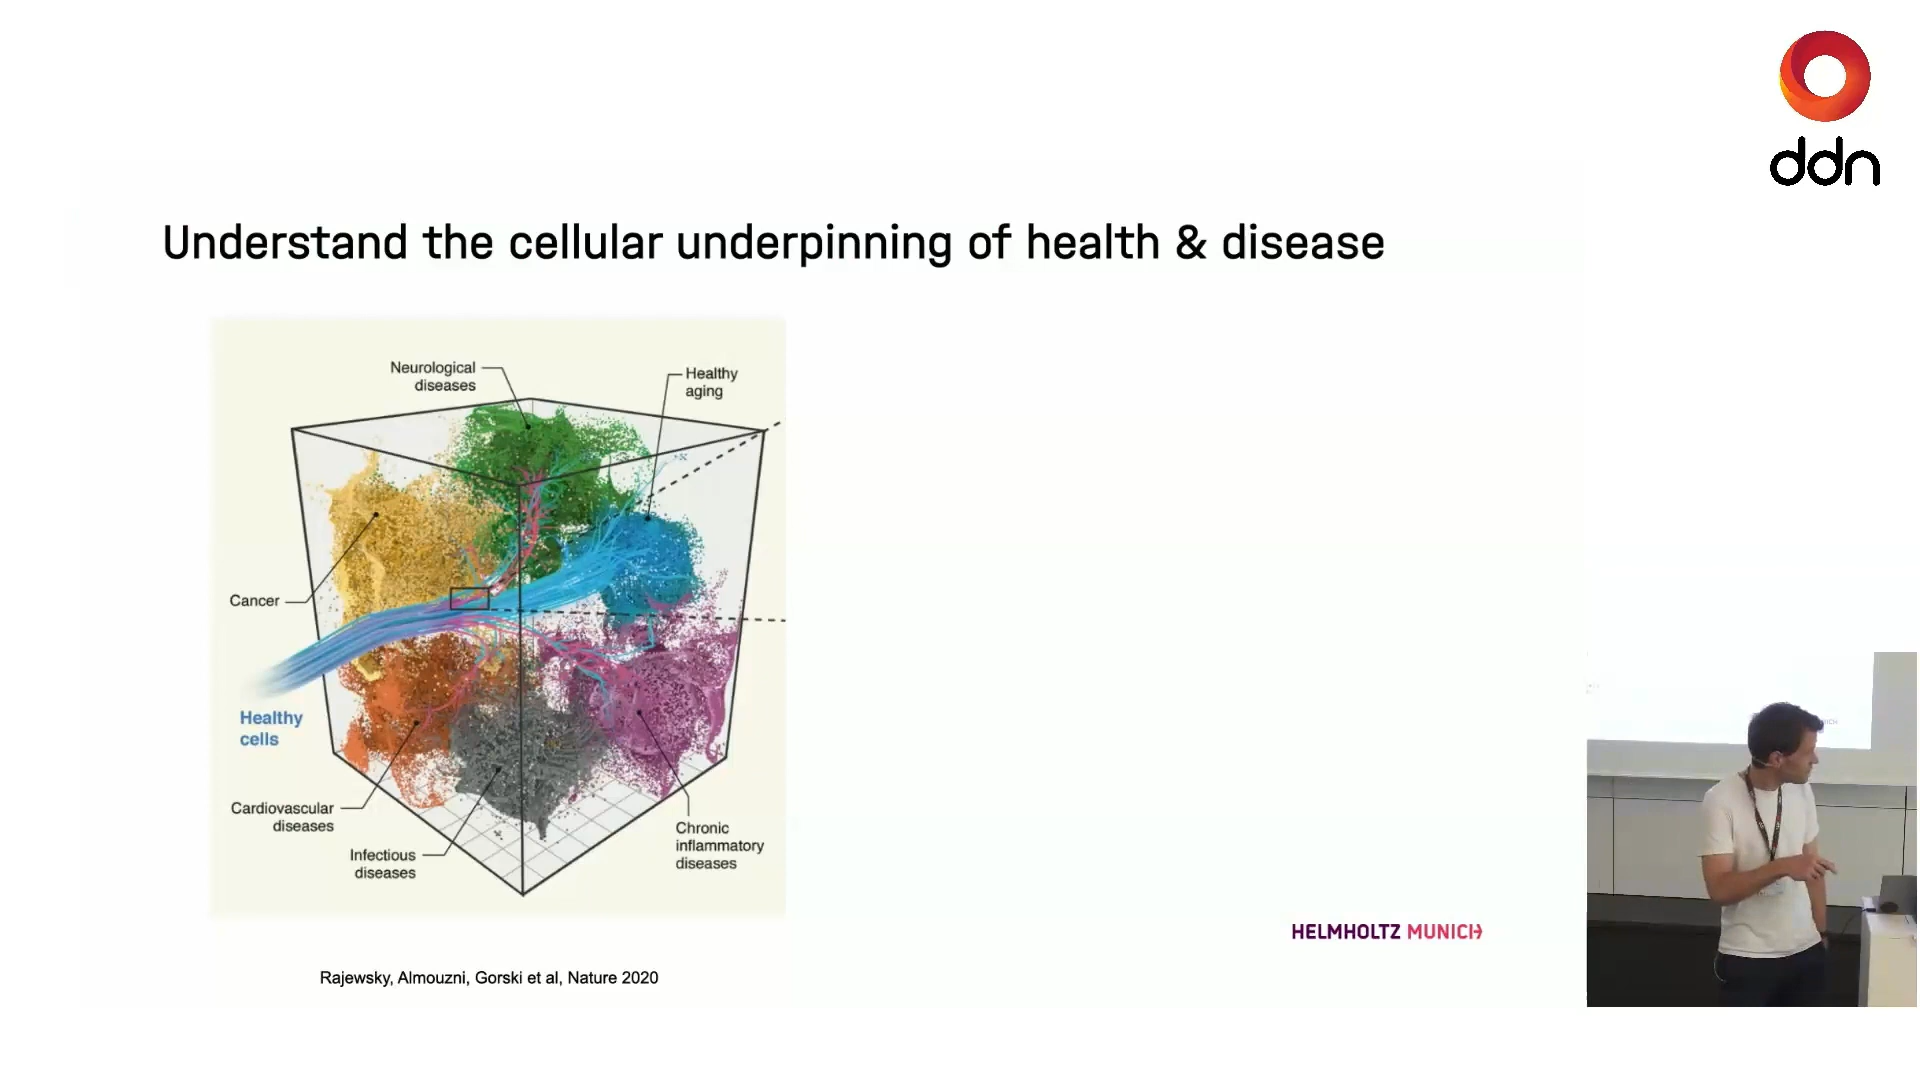 ddn
Understand the cellular underpinning of health & disease
Neurological
diseases
Healthy
aging
Cancer
Healthy
cells
Cardiovascular
diseases
Infectious
diseases
Chronic
inflammatory
diseases
HELMHOLTZ MUNICH
Rajewsky, Almouzni, Gorski et al, Nature 2020